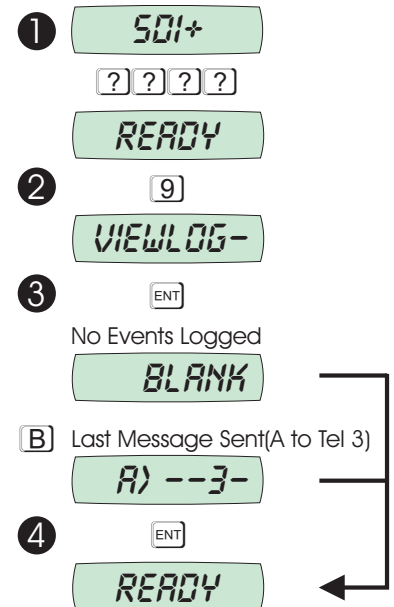 1 SD1+
? ? ? ?
READY
2 9
VIEWLOG-
3 ENT
No Events Logged
BLANK
B Last Message Sent(A to Tel 3)
A) --3-
4 ENT
READY